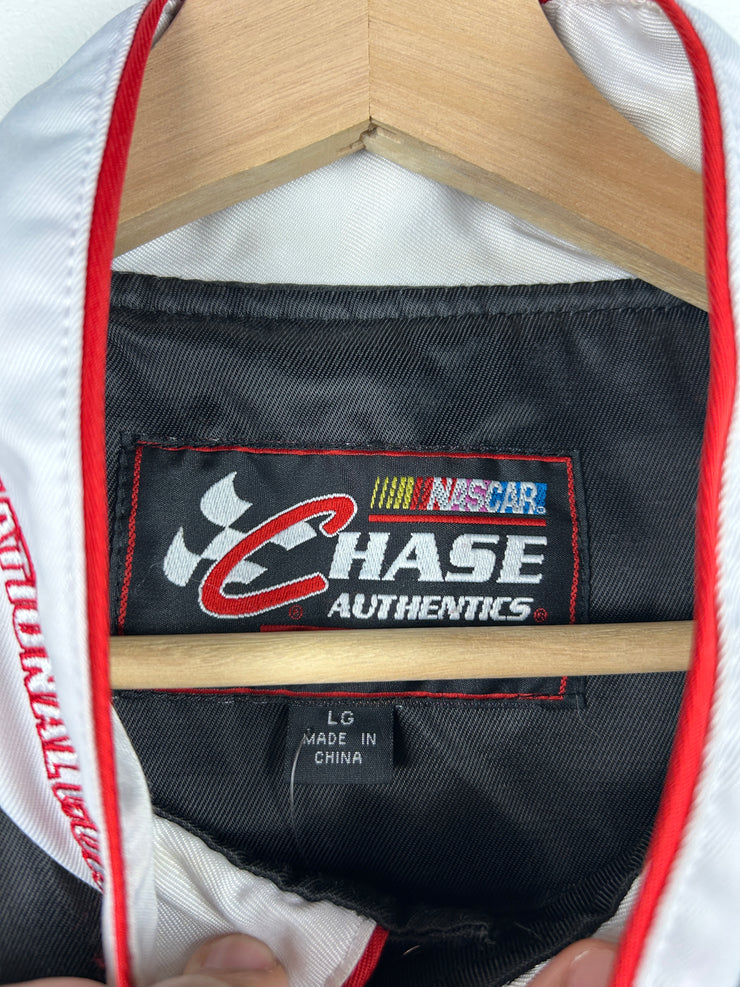 NASCAR
CHASE
AUTHENTICS
LG
MADE IN
CHINA